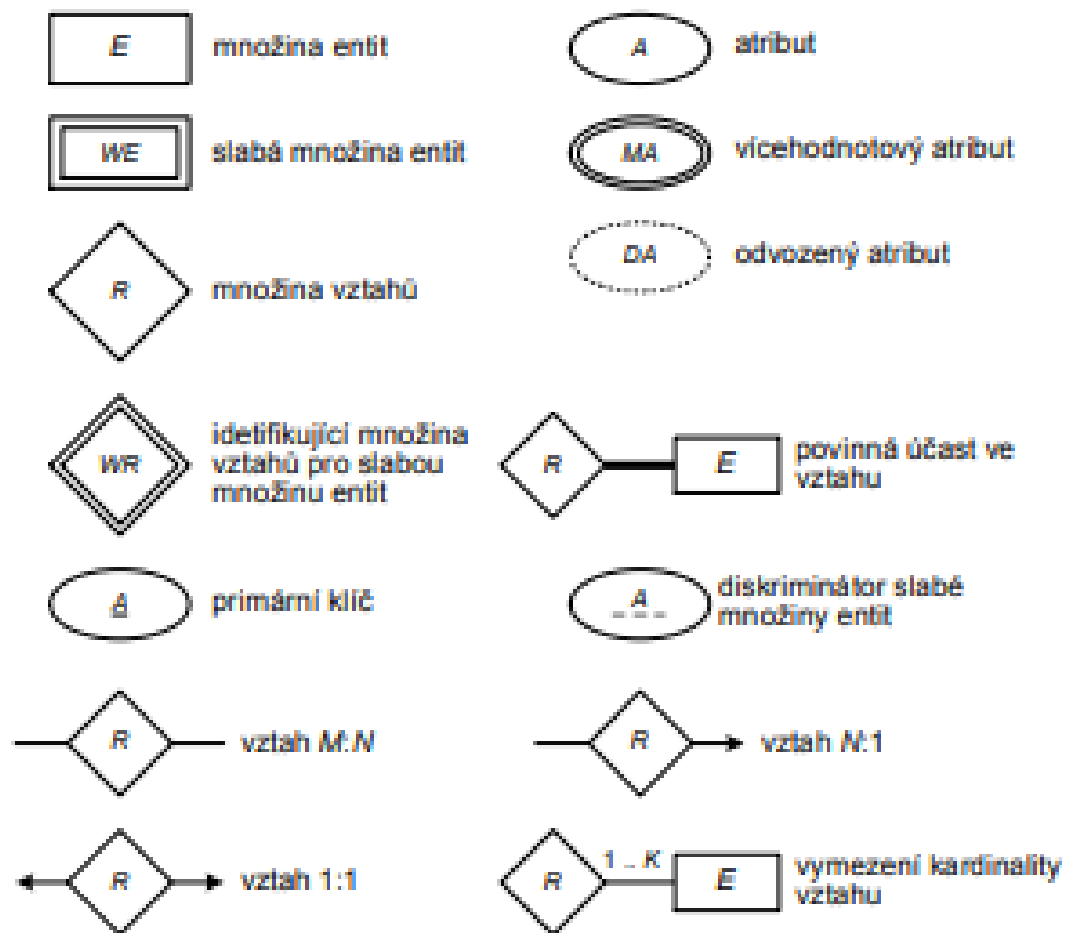 E množina entit
A atribut
WE slabá množina entit
MA vícehodnotový atribut
R množina vztahů
DA odvozený atribut
WR idetifikující množina
vztahů pro slabou
množinu entit
R E povinná účast ve
vztahu
A primární klíč
A diskriminátor slabé
množiny entit
R vztah M:N
R vztah N:1
R vztah 1:1
R 1 .. K E vymezení kardinality
vztahu